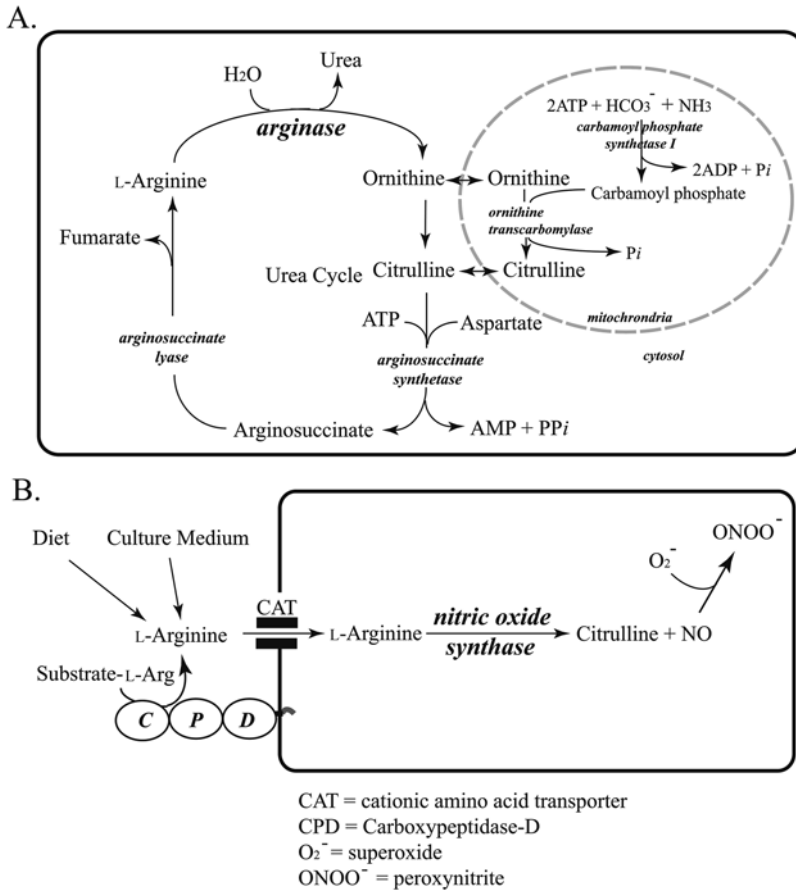 A.
Urea
H₂O
arginase
2ATP + HCO₃⁻ + NH₃
carbamoyl phosphate
synthetase I
2ADP + Pi
Carbamoyl phosphate
L-Arginine
Ornithine
Ornithine
ornithine
transcarbomylase
Pi
Fumarate
Urea Cycle
Citrulline
Citrulline
ATP
Aspartate
mitochrondria
cytosol
arginosuccinate
lyase
arginosuccinate
synthetase
Arginosuccinate
AMP + PPi
B.
Diet
Culture Medium
ONOO⁻
O₂⁻
CAT
L-Arginine
L-Arginine
nitric oxide
synthase
Citrulline + NO
Substrate-L-Arg
C P D
CAT = cationic amino acid transporter
CPD = Carboxypeptidase-D
O₂⁻ = superoxide
ONOO⁻ = peroxynitrite